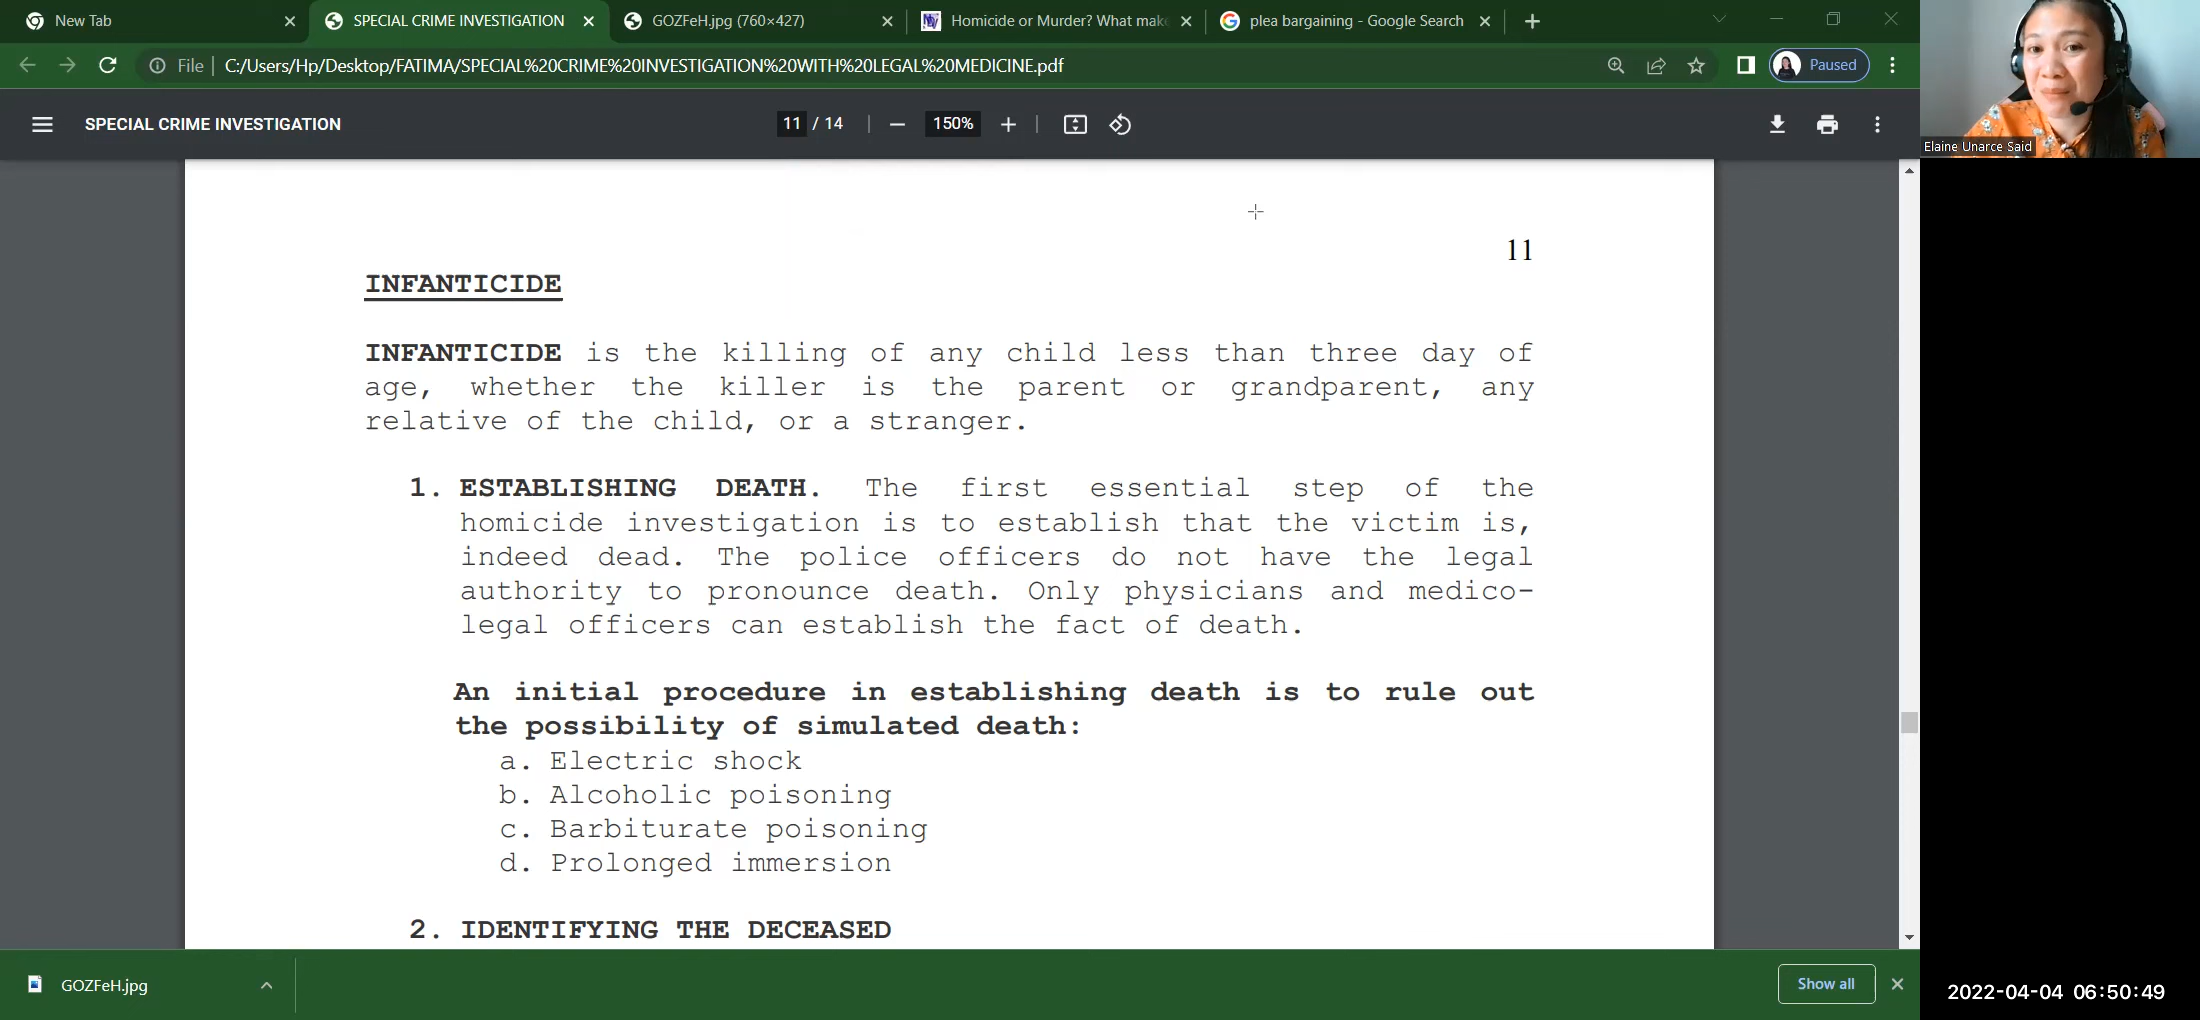 New Tab
SPECIAL CRIME INVESTIGATION
GOZFeH.jpg (760×427)
Homicide or Murder? What make
plea bargaining - Google Search
File
C:/Users/Hp/Desktop/FATIMA/SPECIAL%20CRIME%20INVESTIGATION%20WITH%20LEGAL%20MEDICINE.pdf
Paused
SPECIAL CRIME INVESTIGATION
11 / 14
150%
Elaine Unarce Said
11
INFANTICIDE
INFANTICIDE is the killing of any child less than three day of
age, whether the killer is the parent or grandparent, any
relative of the child, or a stranger.
1. ESTABLISHING DEATH. The first essential step of the
homicide investigation is to establish that the victim is,
indeed dead. The police officers do not have the legal
authority to pronounce death. Only physicians and medico-
legal officers can establish the fact of death.
An initial procedure in establishing death is to rule out
the possibility of simulated death:
a. Electric shock
b. Alcoholic poisoning
c. Barbiturate poisoning
d. Prolonged immersion
2. IDENTIFYING THE DECEASED
GOZFeH.jpg
Show all
2022-04-04 06:50:49